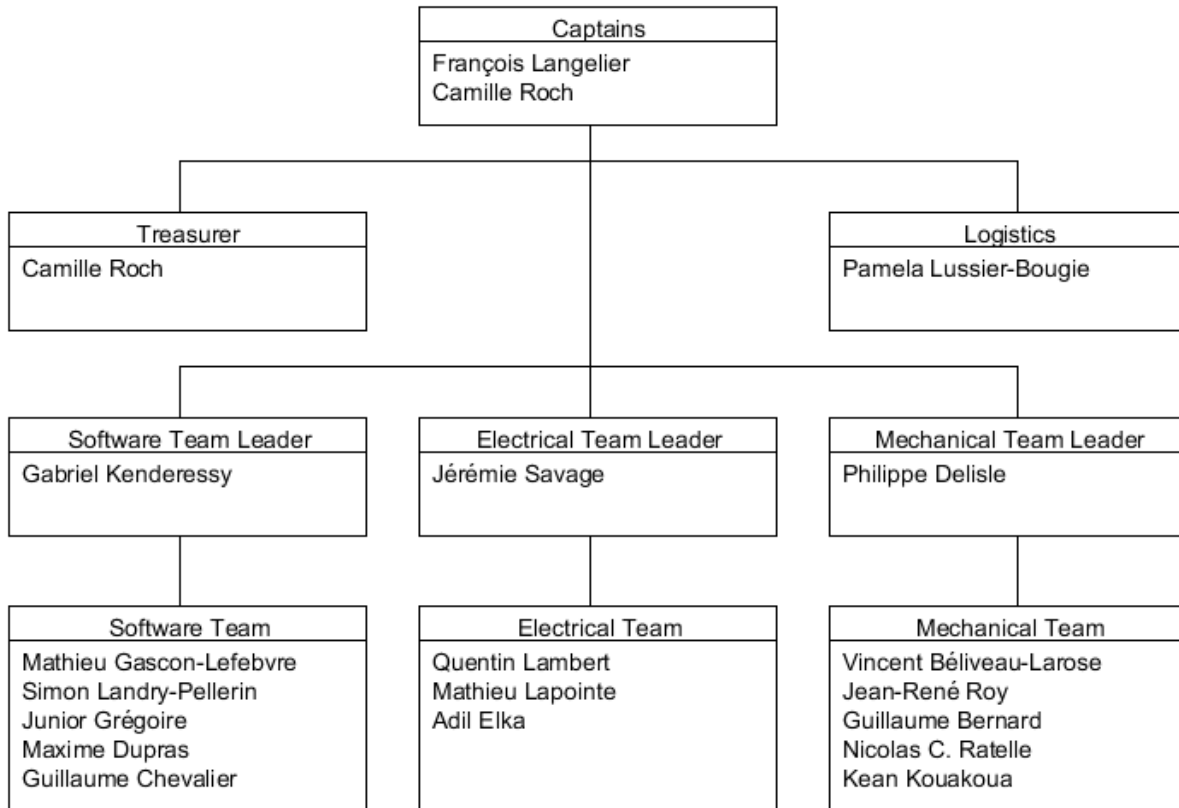 Captains
François Langelier
Camille Roch
Treasurer
Camille Roch
Logistics
Pamela Lussier-Bougie
Software Team Leader
Gabriel Kenderessy
Electrical Team Leader
Jérémie Savage
Mechanical Team Leader
Philippe Delisle
Software Team
Mathieu Gascon-Lefebvre
Simon Landry-Pellerin
Junior Grégoire
Maxime Dupras
Guillaume Chevalier
Electrical Team
Quentin Lambert
Mathieu Lapointe
Adil Elka
Mechanical Team
Vincent Béliveau-Larose
Jean-René Roy
Guillaume Bernard
Nicolas C. Ratelle
Kean Kouakoua